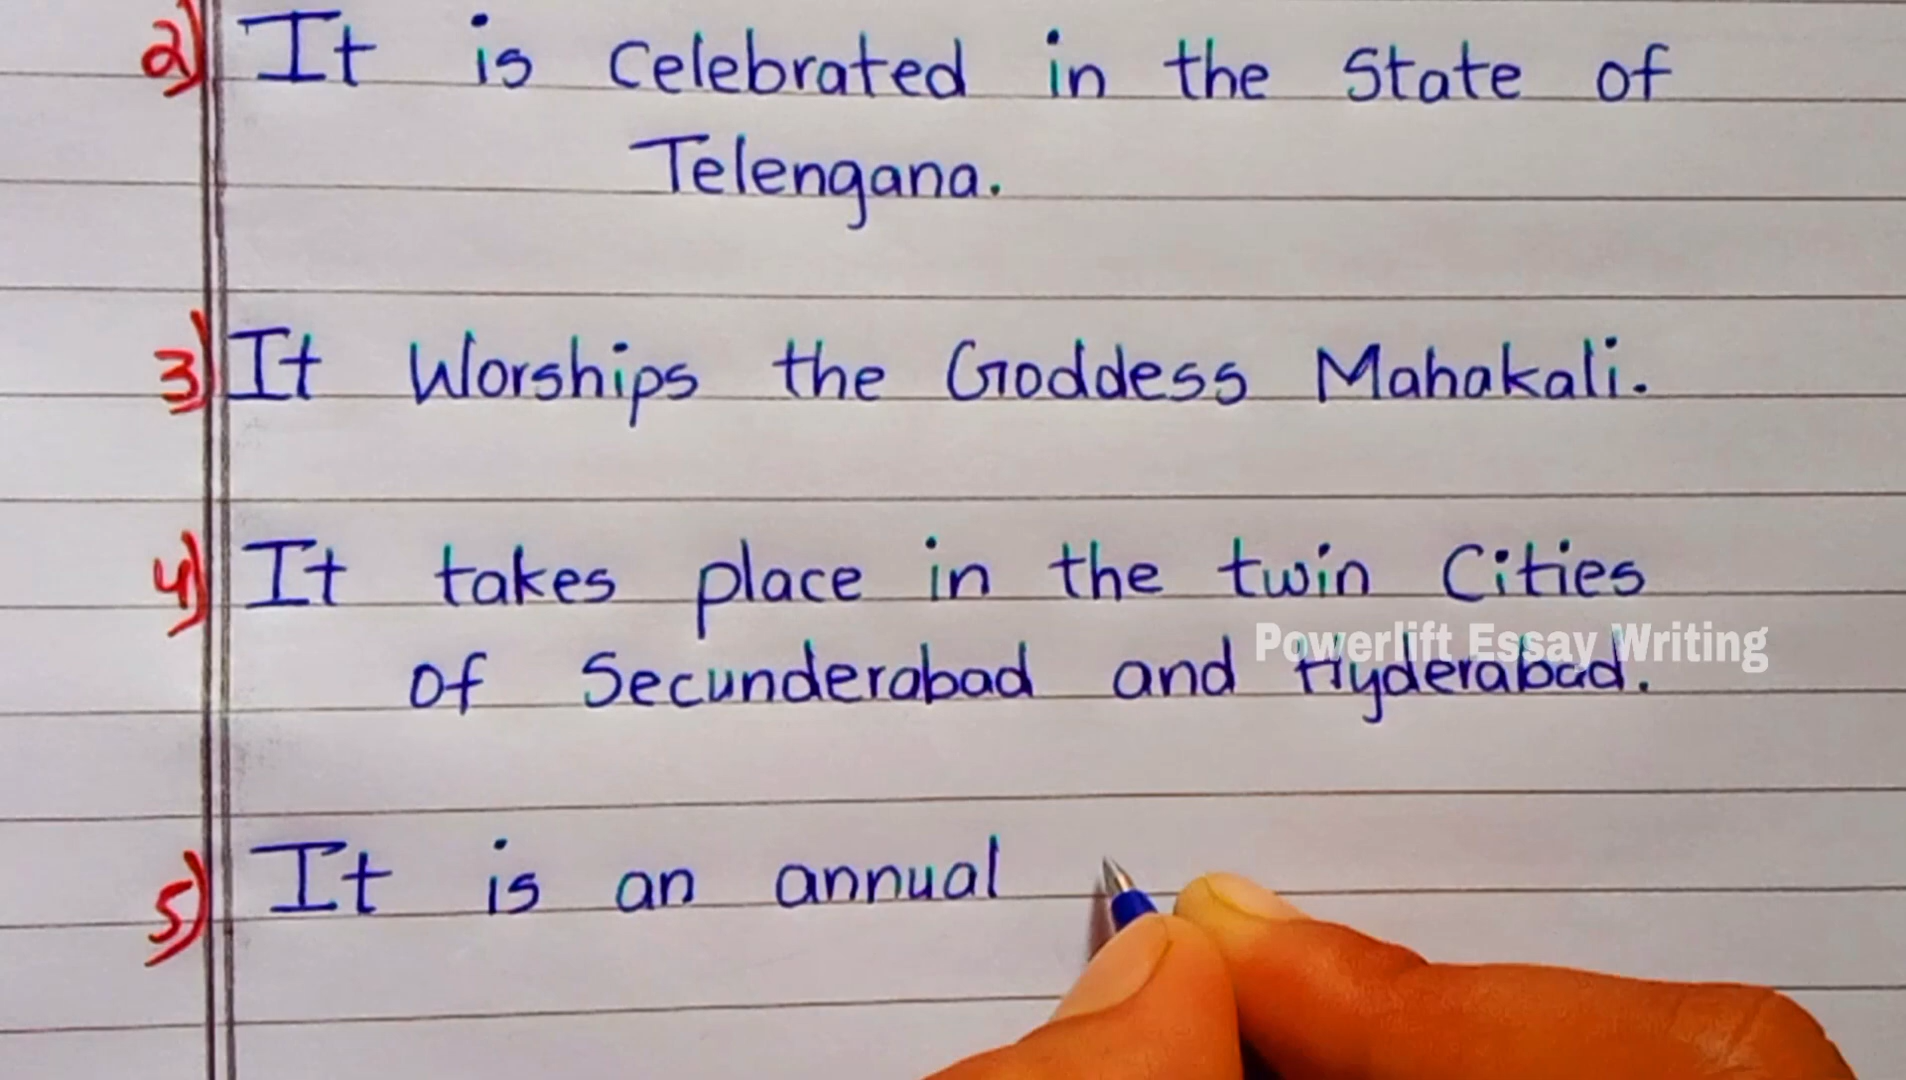 2) It is Celebrated in the State of
Telengana.
3) It Worships the Goddess Mahakali.
4) It takes place in the twin Cities
Powerlift Essay Writing
of Secunderabad and Hyderabad.
5) It is an annual